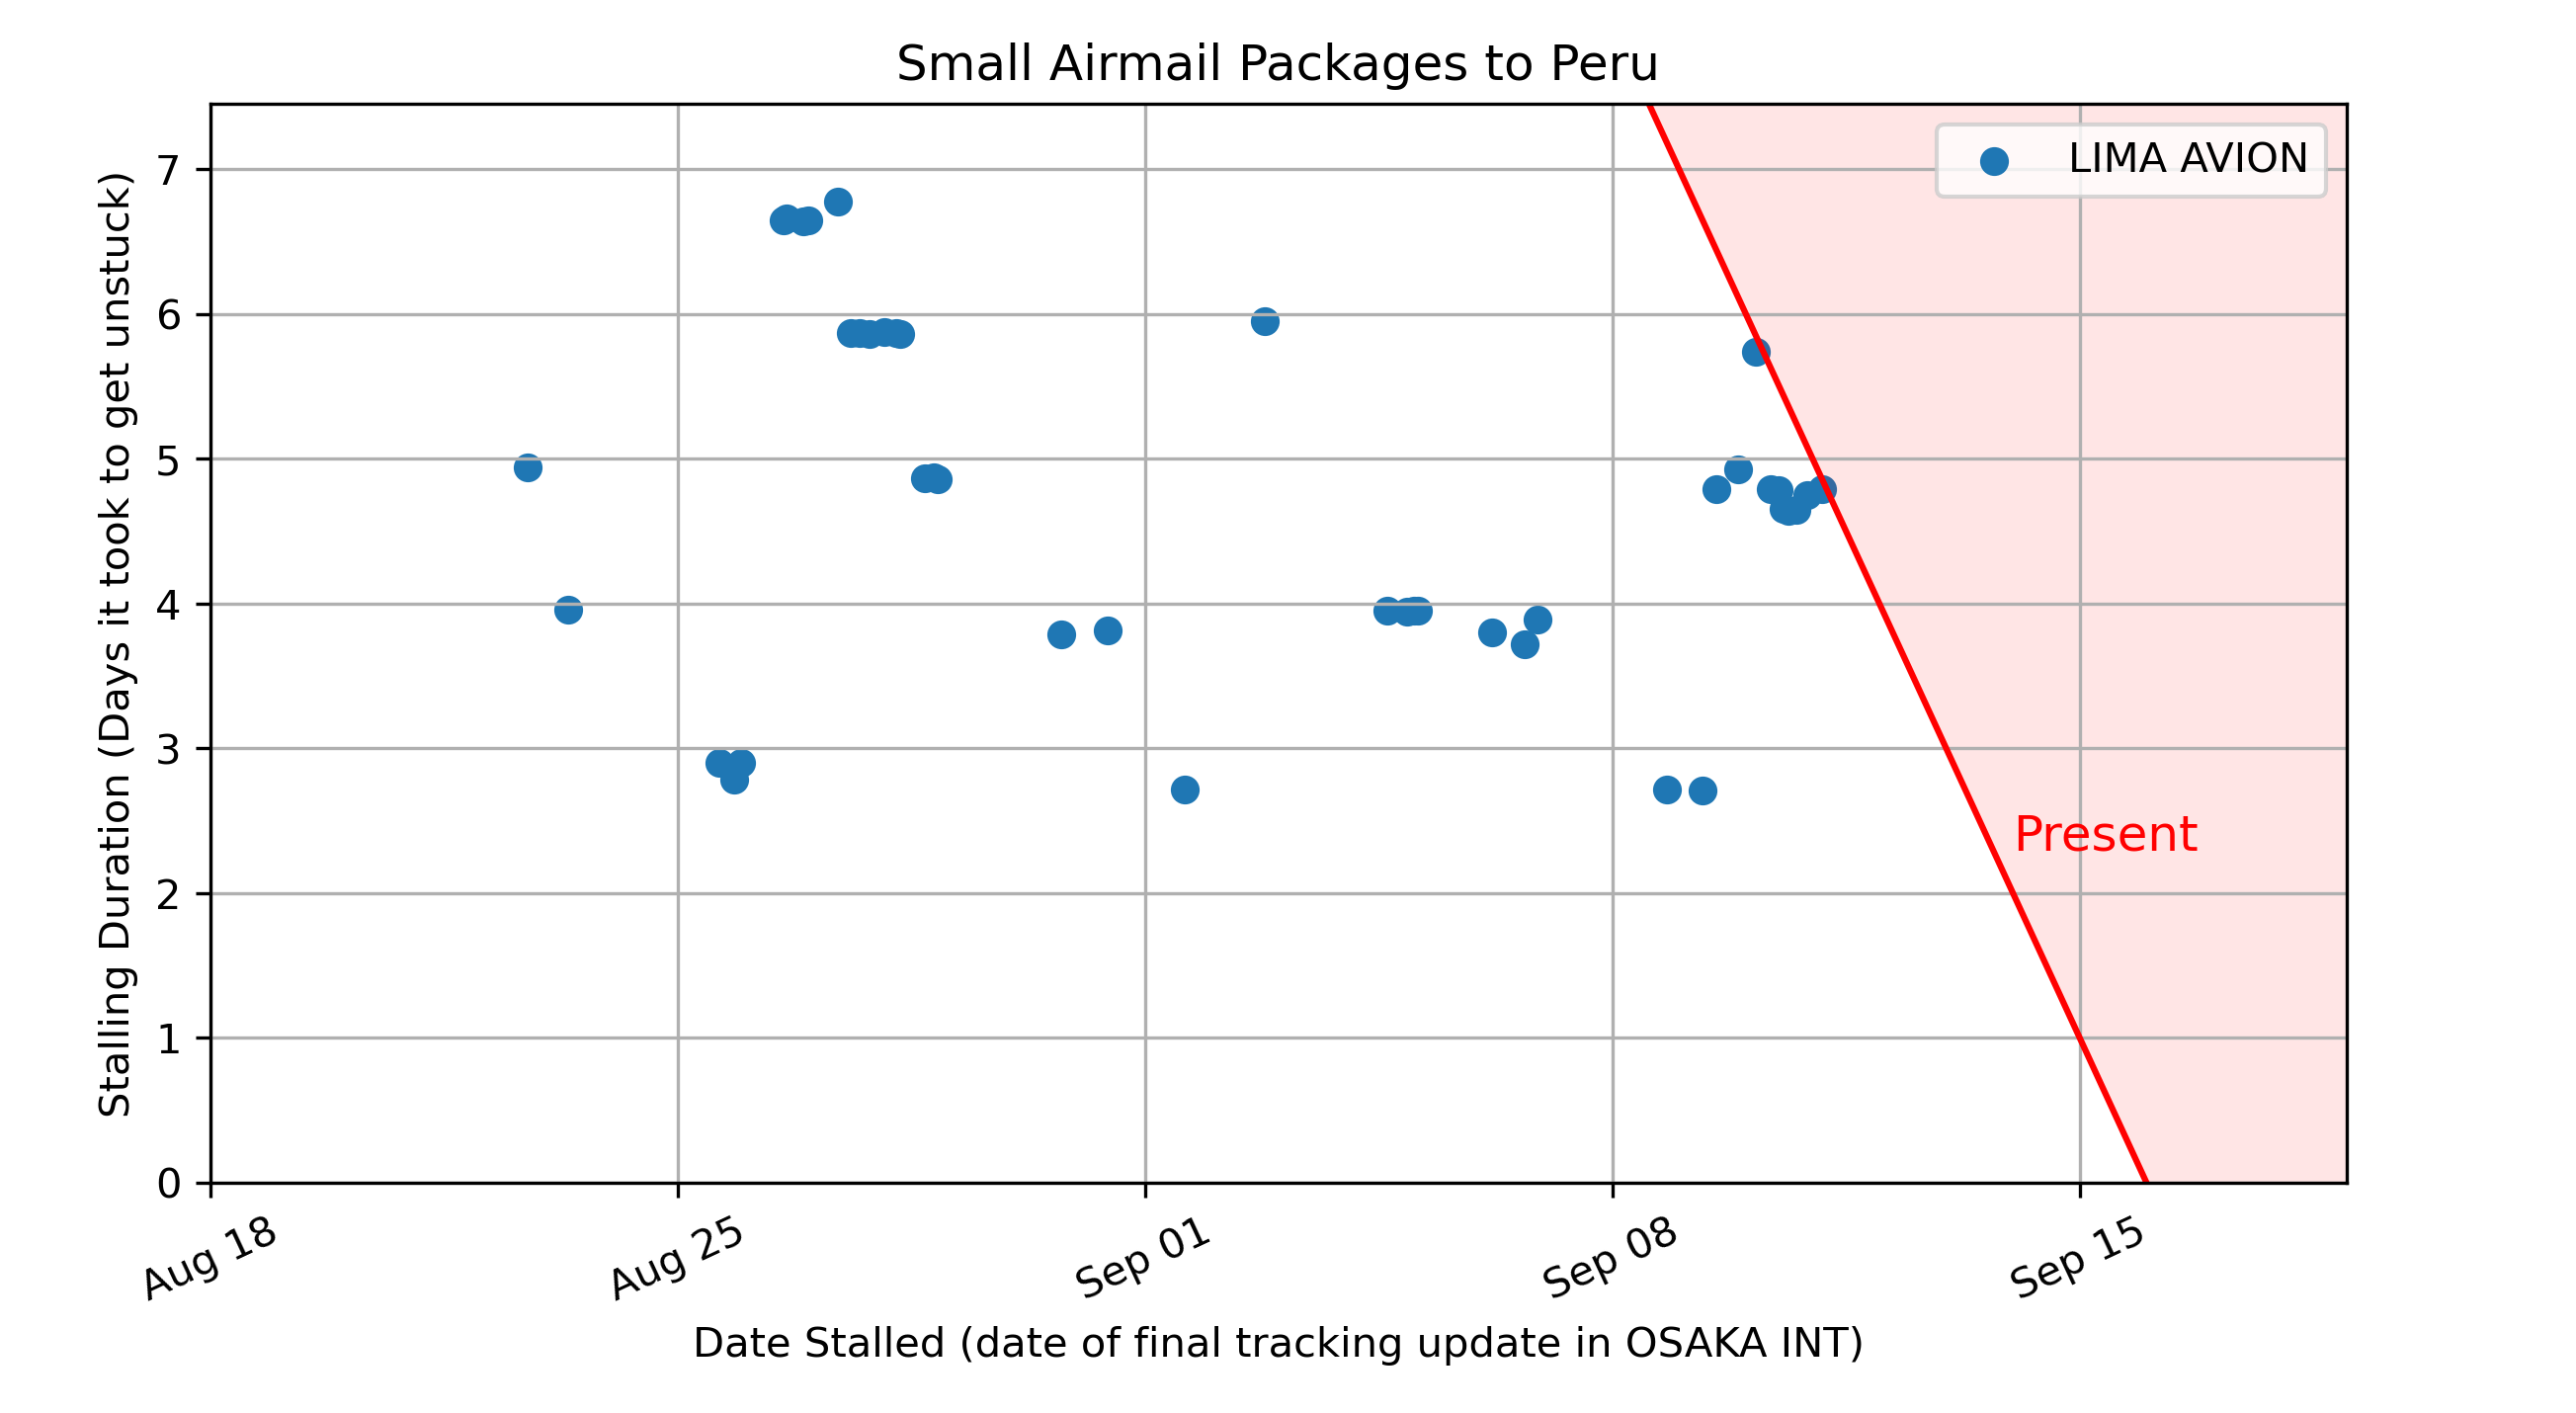 Small Airmail Packages to Peru
LIMA AVION
Stalling Duration (Days it took to get unstuck)
7
6
5
4
3
2
1
0
Present
Aug 18
Aug 25
Sep 01
Sep 08
Sep 15
Date Stalled (date of final tracking update in OSAKA INT)